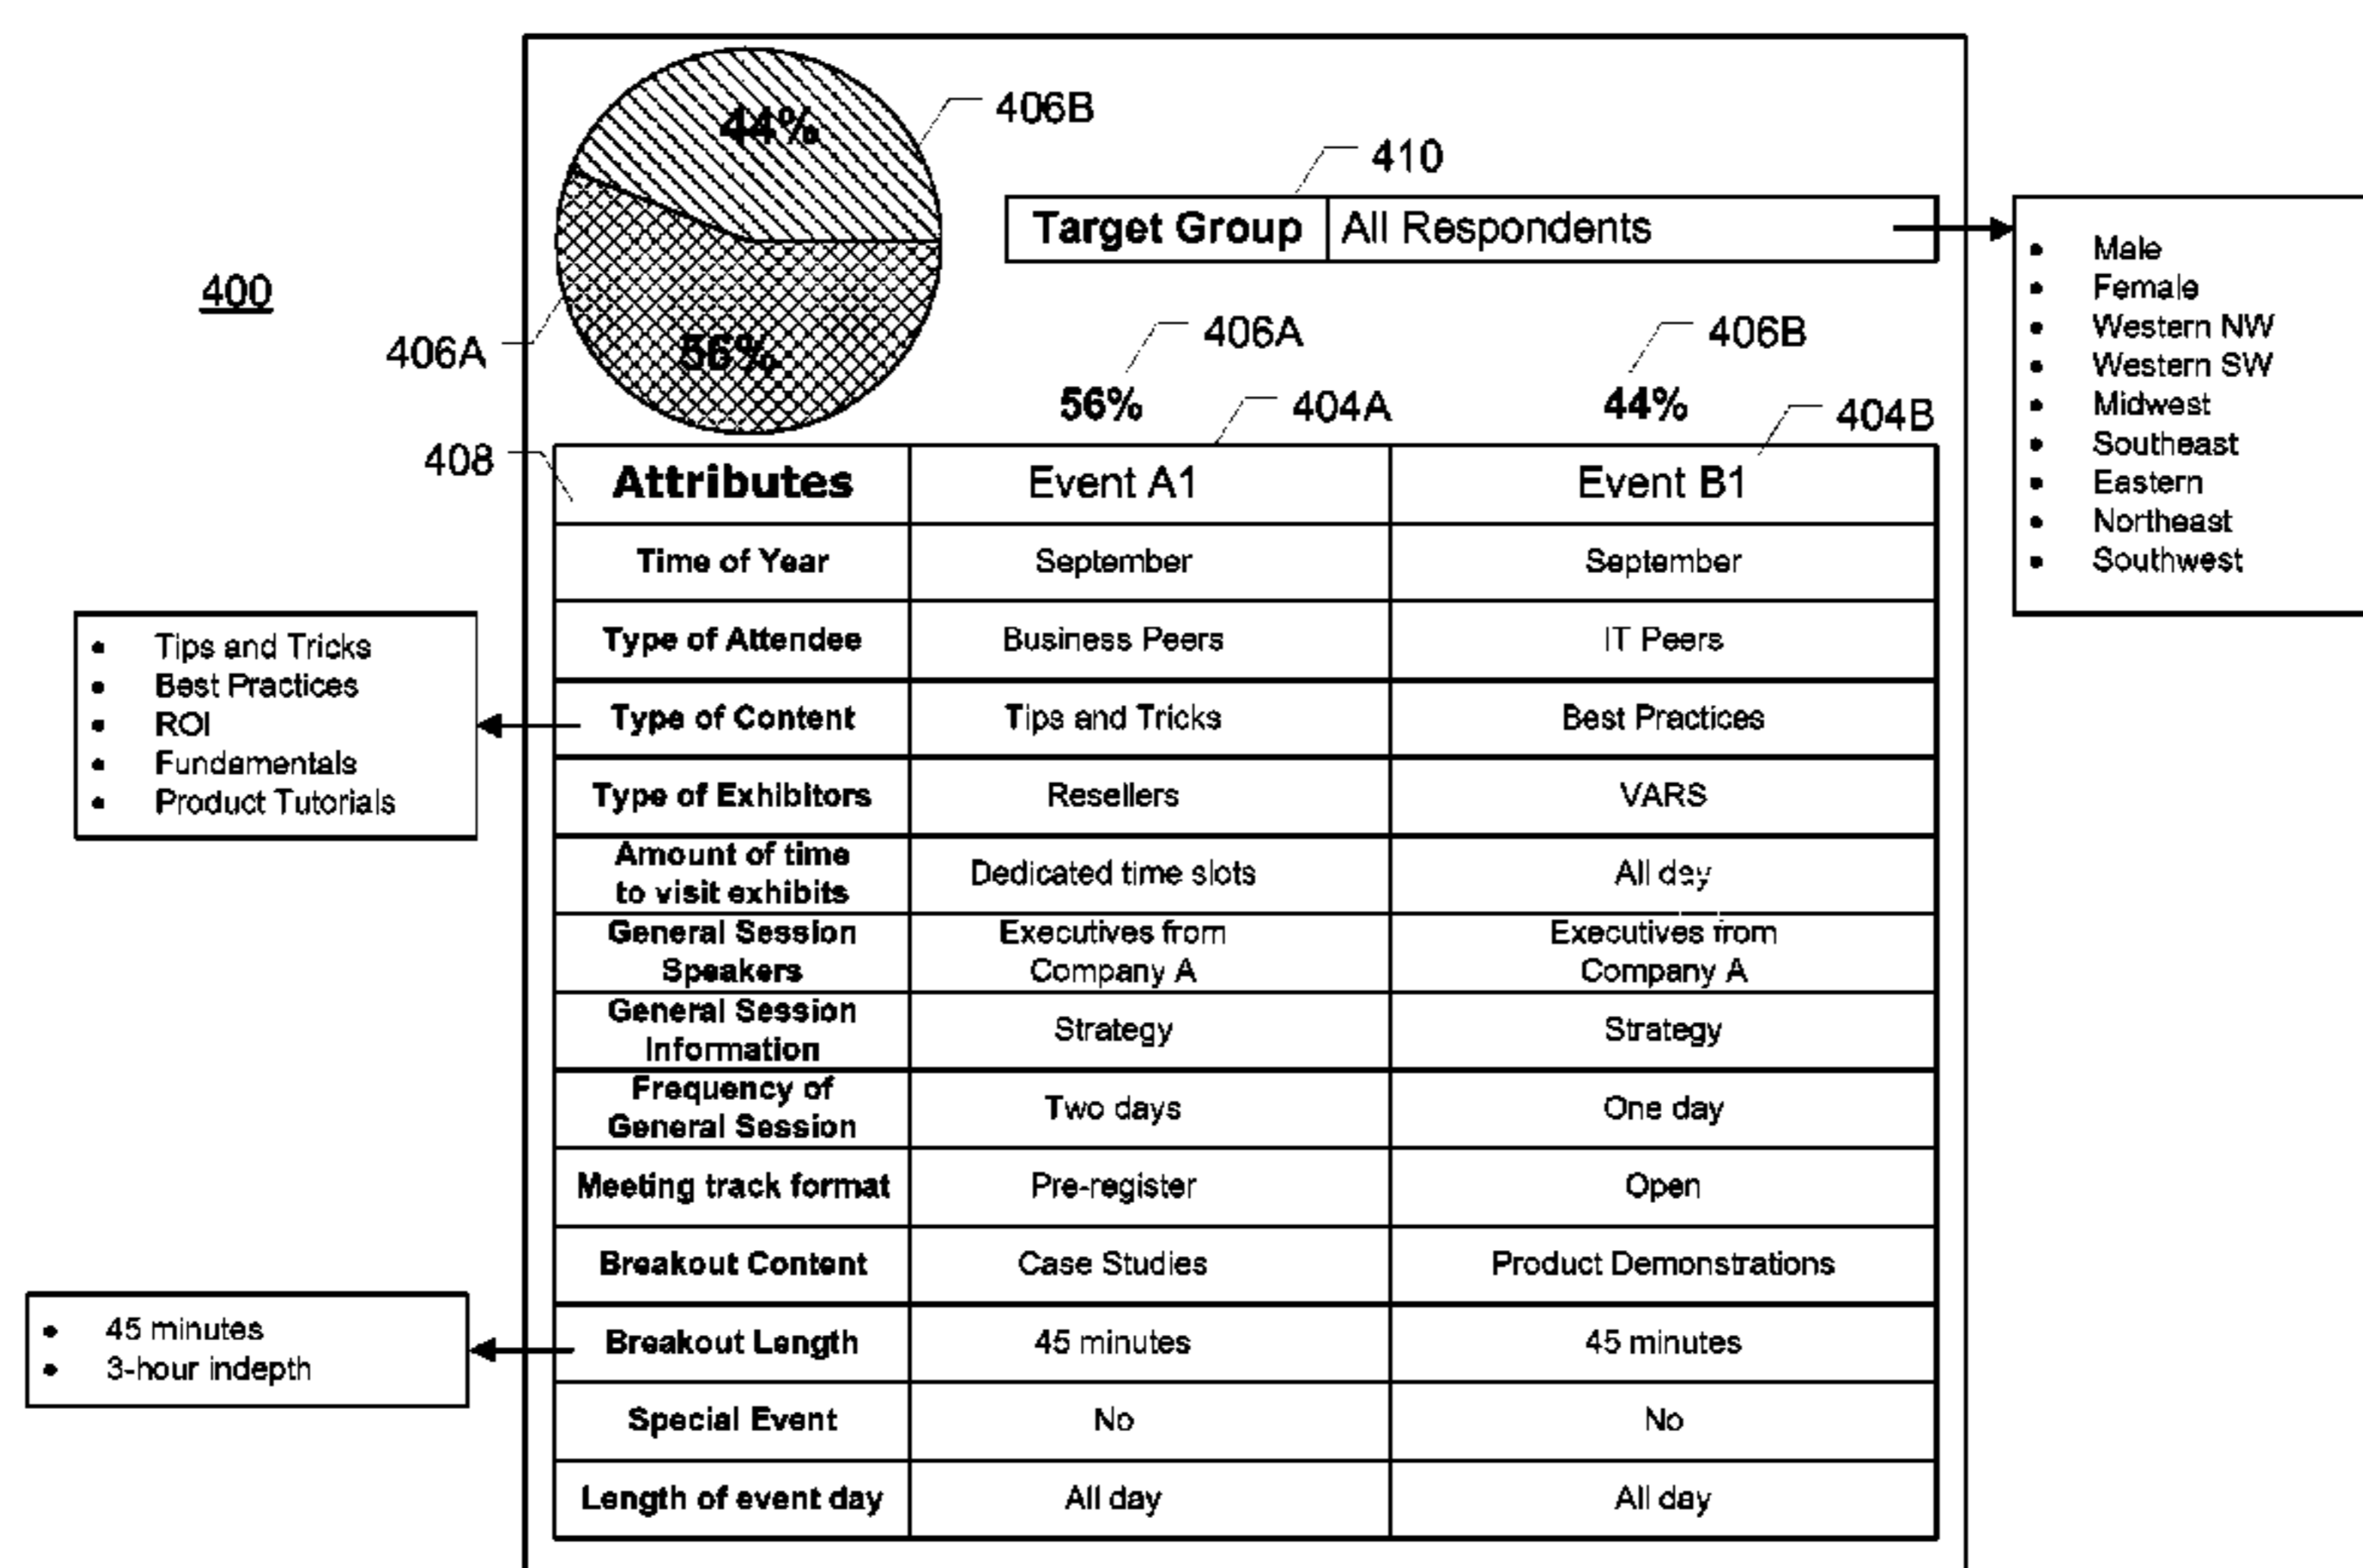 44%
406B
410
Target Group All Respondents
400
406A
56%
406A
406B
56%
404A
44%
404B
408
Male
Female
Western NW
Western SW
Midwest
Southeast
Eastern
Northeast
Southwest
Attributes Event A1 Event B1
Time of Year September September
Type of Attendee Business Peers IT Peers
Type of Content Tips and Tricks Best Practices
Type of Exhibitors Resellers VARS
Amount of time
to visit exhibits
Dedicated time slots All day
General Session
Speakers
Executives from
Company A
Executives from
Company A
General Session
Information
Strategy Strategy
Frequency of
General Session
Two days One day
Meeting track format Pre-register Open
Breakout Content Case Studies Product Demonstrations
Breakout Length 45 minutes 45 minutes
Special Event No No
Length of event day All day All day
Tips and Tricks
Best Practices
ROI
Fundamentals
Product Tutorials
45 minutes
3-hour indepth